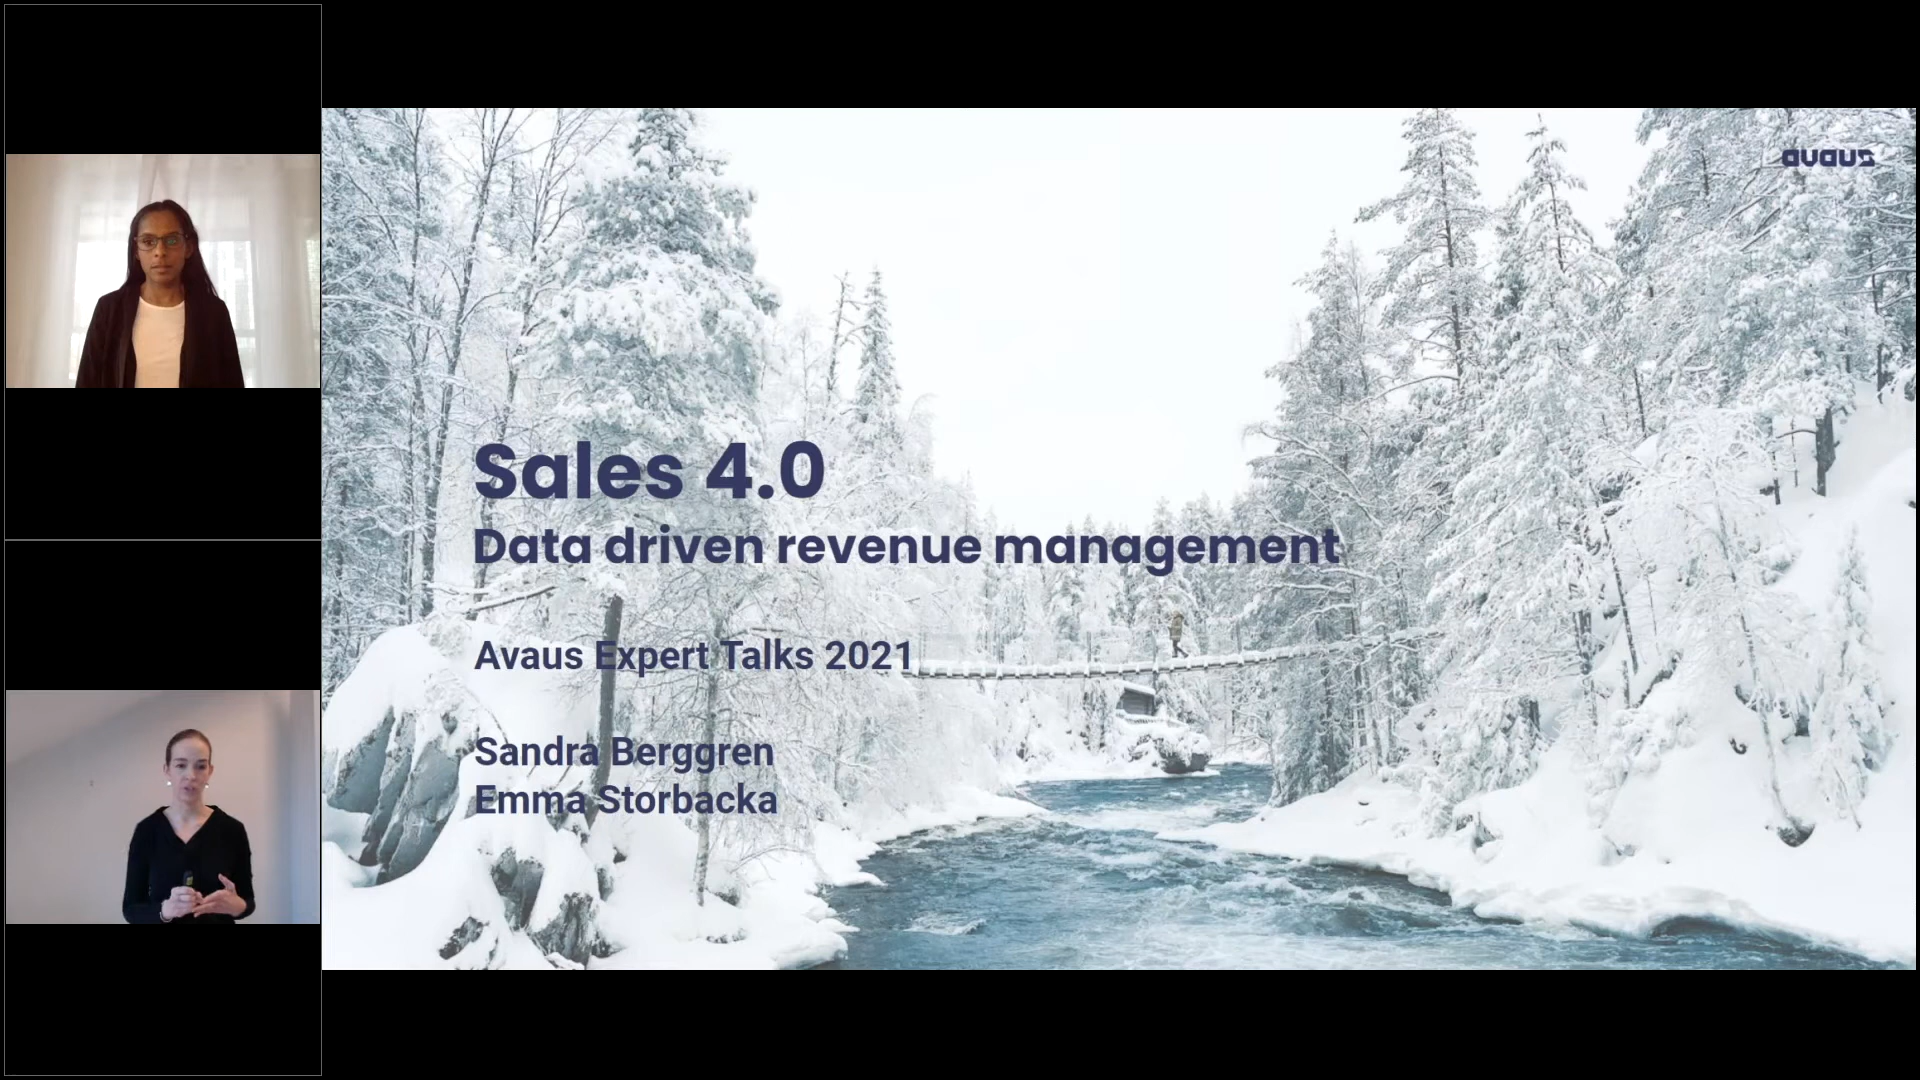 avaus
Sales 4.0
Data driven revenue management
Avaus Expert Talks 2021
Sandra Berggren
Emma Storbacka